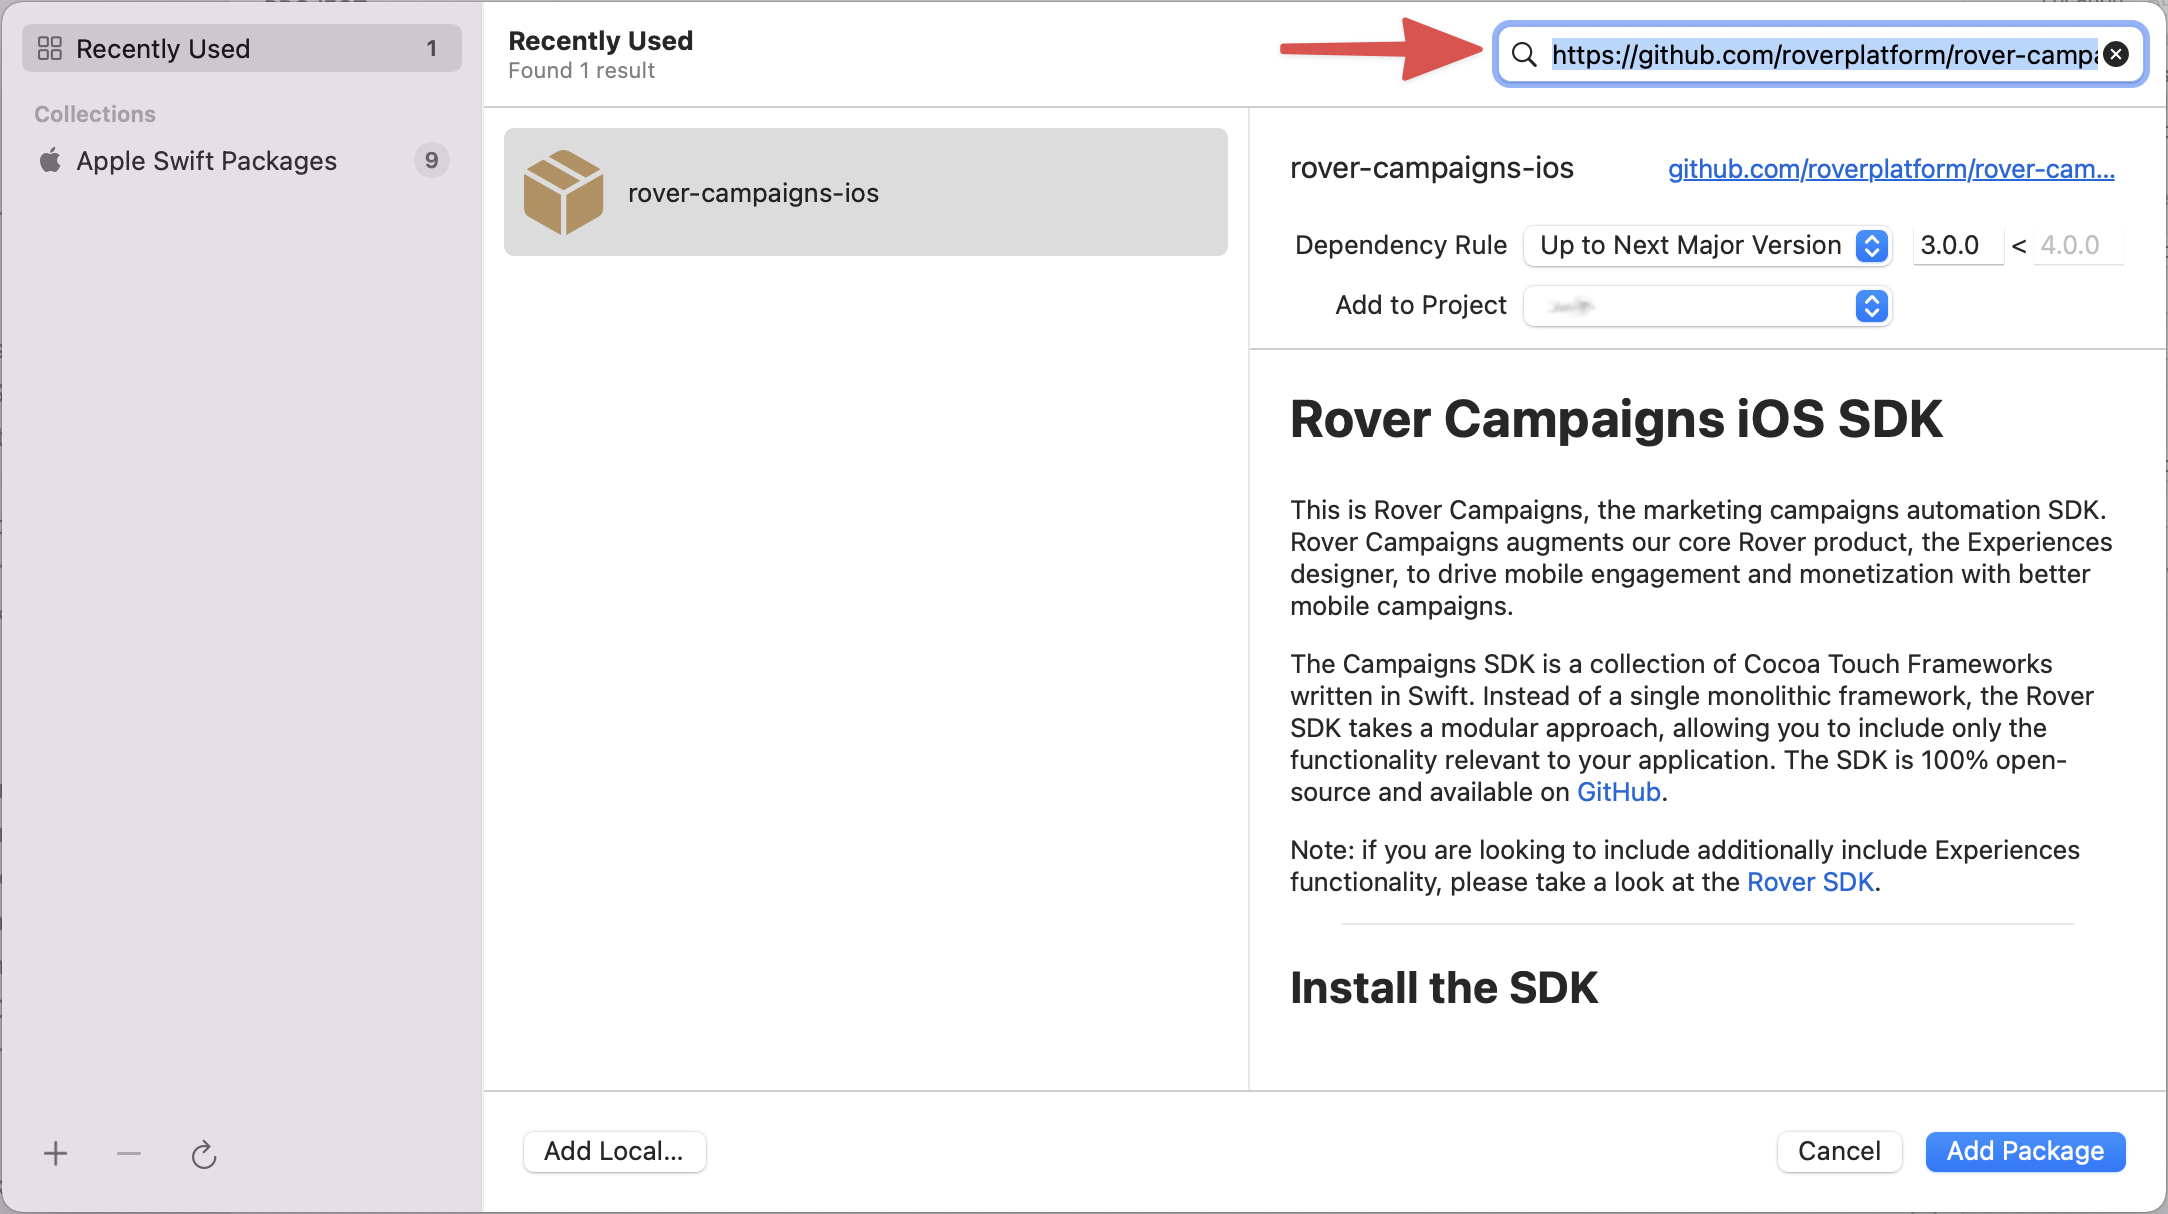 Recently Used 1
Collections
Apple Swift Packages 9
Recently Used
Found 1 result
https://github.com/roverplatform/rover-campa
rover-campaigns-ios
rover-campaigns-ios github.com/roverplatform/rover-cam...
Dependency Rule Up to Next Major Version 3.0.0 < 4.0.0
Add to Project
Rover Campaigns iOS SDK
This is Rover Campaigns, the marketing campaigns automation SDK.
Rover Campaigns augments our core Rover product, the Experiences
designer, to drive mobile engagement and monetization with better
mobile campaigns.
The Campaigns SDK is a collection of Cocoa Touch Frameworks
written in Swift. Instead of a single monolithic framework, the Rover
SDK takes a modular approach, allowing you to include only the
functionality relevant to your application. The SDK is 100% open-
source and available on GitHub.
Note: if you are looking to include additionally include Experiences
functionality, please take a look at the Rover SDK.
Install the SDK
Add Local...
Cancel
Add Package